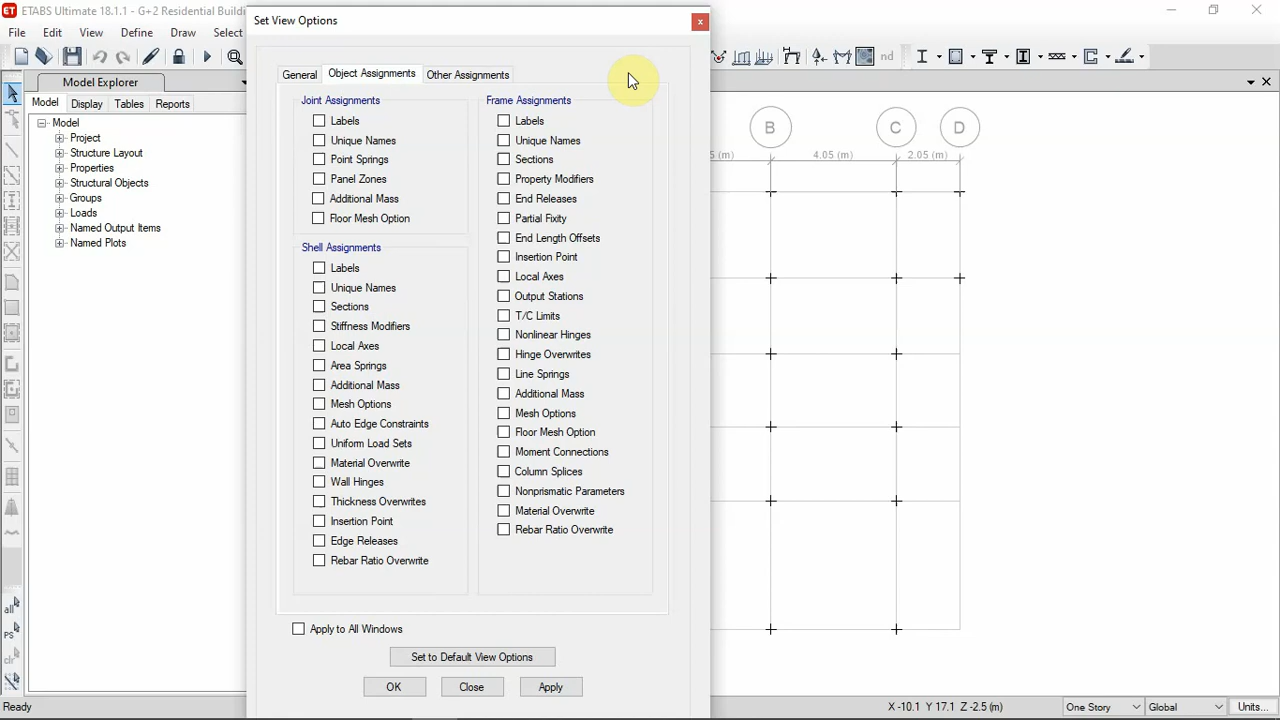 ETABS Ultimate 18.1.1 - G+2 Residential Buildi
Set View Options
File Edit View Define Draw Select
nd
Model Explorer
Model Display Tables Reports
Model
Project
Structure Layout
Properties
Structural Objects
Groups
Loads
Named Output Items
Named Plots
General Object Assignments Other Assignments
Joint Assignments
Labels
Unique Names
Point Springs
Panel Zones
Additional Mass
Floor Mesh Option
Shell Assignments
Labels
Unique Names
Sections
Stiffness Modifiers
Local Axes
Area Springs
Additional Mass
Mesh Options
Auto Edge Constraints
Uniform Load Sets
Material Overwrite
Wall Hinges
Thickness Overwrites
Insertion Point
Edge Releases
Rebar Ratio Overwrite
Frame Assignments
Labels
Unique Names
Sections
Property Modifiers
End Releases
Partial Fixity
End Length Offsets
Insertion Point
Local Axes
Output Stations
T/C Limits
Nonlinear Hinges
Hinge Overwrites
Line Springs
Additional Mass
Mesh Options
Floor Mesh Option
Moment Connections
Column Splices
Nonprismatic Parameters
Material Overwrite
Rebar Ratio Overwrite
Apply to All Windows
Set to Default View Options
OK Close Apply
B C D
5 (m) 4.05 (m) 2.05 (m)
all
PS
clr
Ready
X -10.1 Y 17.1 Z -2.5 (m)
One Story Global Units...